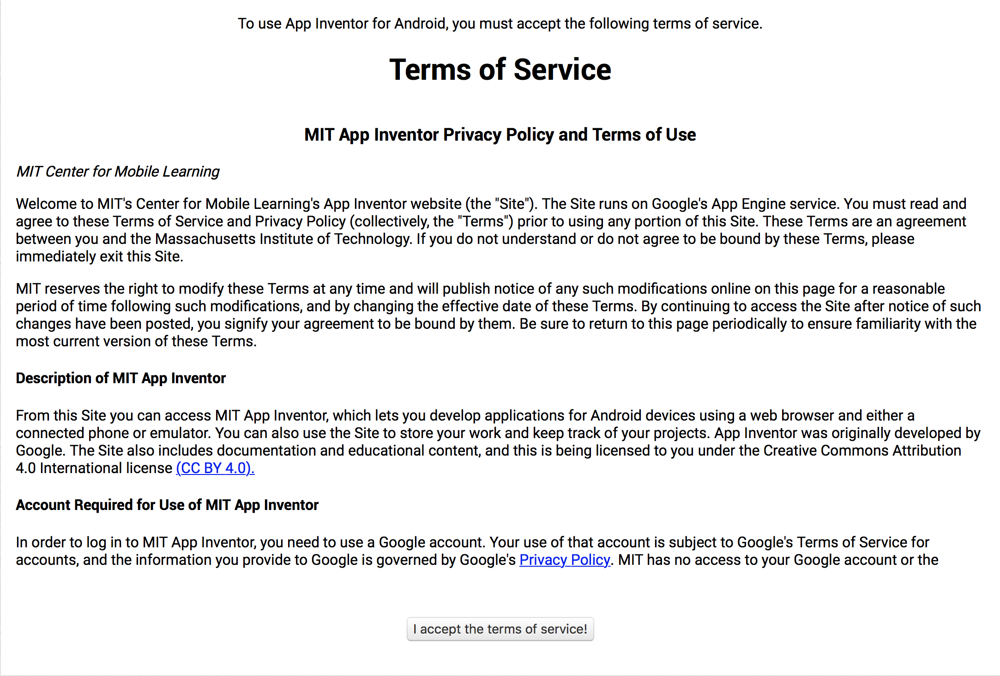 To use App Inventor for Android, you must accept the following terms of service.
Terms of Service
MIT App Inventor Privacy Policy and Terms of Use
MIT Center for Mobile Learning
Welcome to MIT's Center for Mobile Learning's App Inventor website (the "Site"). The Site runs on Google's App Engine service. You must read and
agree to these Terms of Service and Privacy Policy (collectively, the "Terms") prior to using any portion of this Site. These Terms are an agreement
between you and the Massachusetts Institute of Technology. If you do not understand or do not agree to be bound by these Terms, please
immediately exit this Site.
MIT reserves the right to modify these Terms at any time and will publish notice of any such modifications online on this page for a reasonable
period of time following such modifications, and by changing the effective date of these Terms. By continuing to access the Site after notice of such
changes have been posted, you signify your agreement to be bound by them. Be sure to return to this page periodically to ensure familiarity with the
most current version of these Terms.
Description of MIT App Inventor
From this Site you can access MIT App Inventor, which lets you develop applications for Android devices using a web browser and either a
connected phone or emulator. You can also use the Site to store your work and keep track of your projects. App Inventor was originally developed by
Google. The Site also includes documentation and educational content, and this is being licensed to you under the Creative Commons Attribution
4.0 International license (CC BY 4.0).
Account Required for Use of MIT App Inventor
In order to log in to MIT App Inventor, you need to use a Google account. Your use of that account is subject to Google's Terms of Service for
accounts, and the information you provide to Google is governed by Google's Privacy Policy. MIT has no access to your Google account or the
I accept the terms of service!